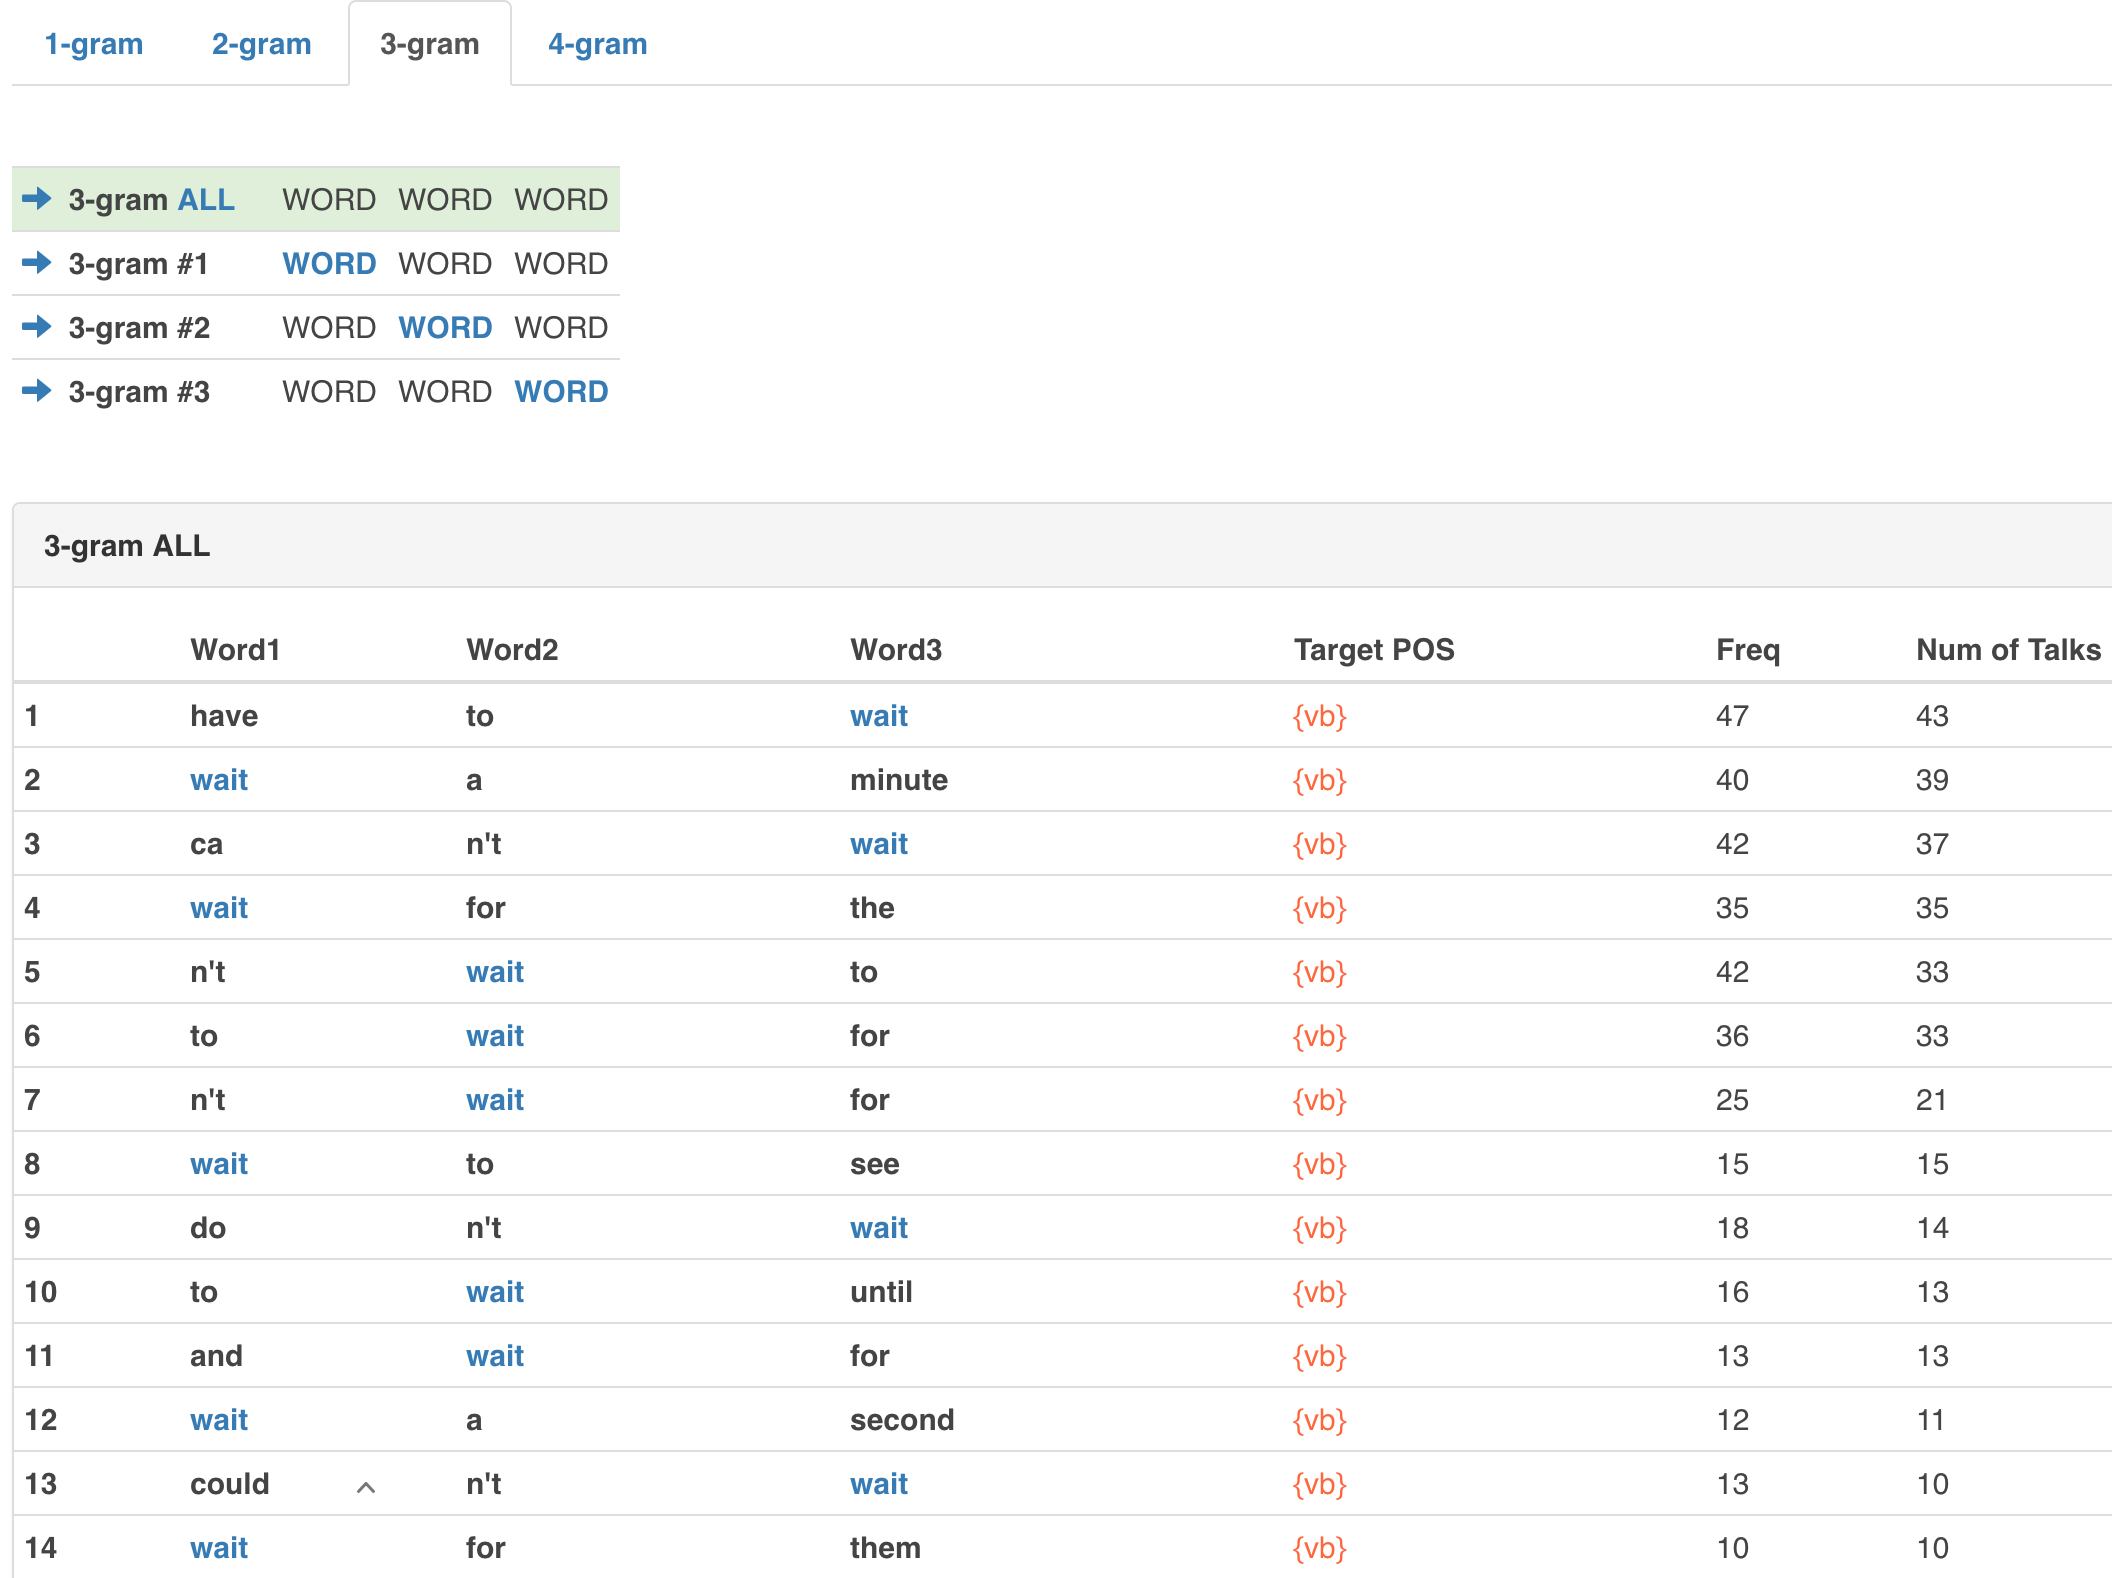 1-gram 2-gram 3-gram 4-gram
3-gram ALL WORD WORD WORD
3-gram #1 WORD WORD WORD
3-gram #2 WORD WORD WORD
3-gram #3 WORD WORD WORD
3-gram ALL
Word1 Word2 Word3 Target POS Freq Num of Talks
1 have to wait {vb} 47 43
2 wait a minute {vb} 40 39
3 ca n't wait {vb} 42 37
4 wait for the {vb} 35 35
5 n't wait to {vb} 42 33
6 to wait for {vb} 36 33
7 n't wait for {vb} 25 21
8 wait to see {vb} 15 15
9 do n't wait {vb} 18 14
10 to wait until {vb} 16 13
11 and wait for {vb} 13 13
12 wait a second {vb} 12 11
13 could n't wait {vb} 13 10
14 wait for them {vb} 10 10